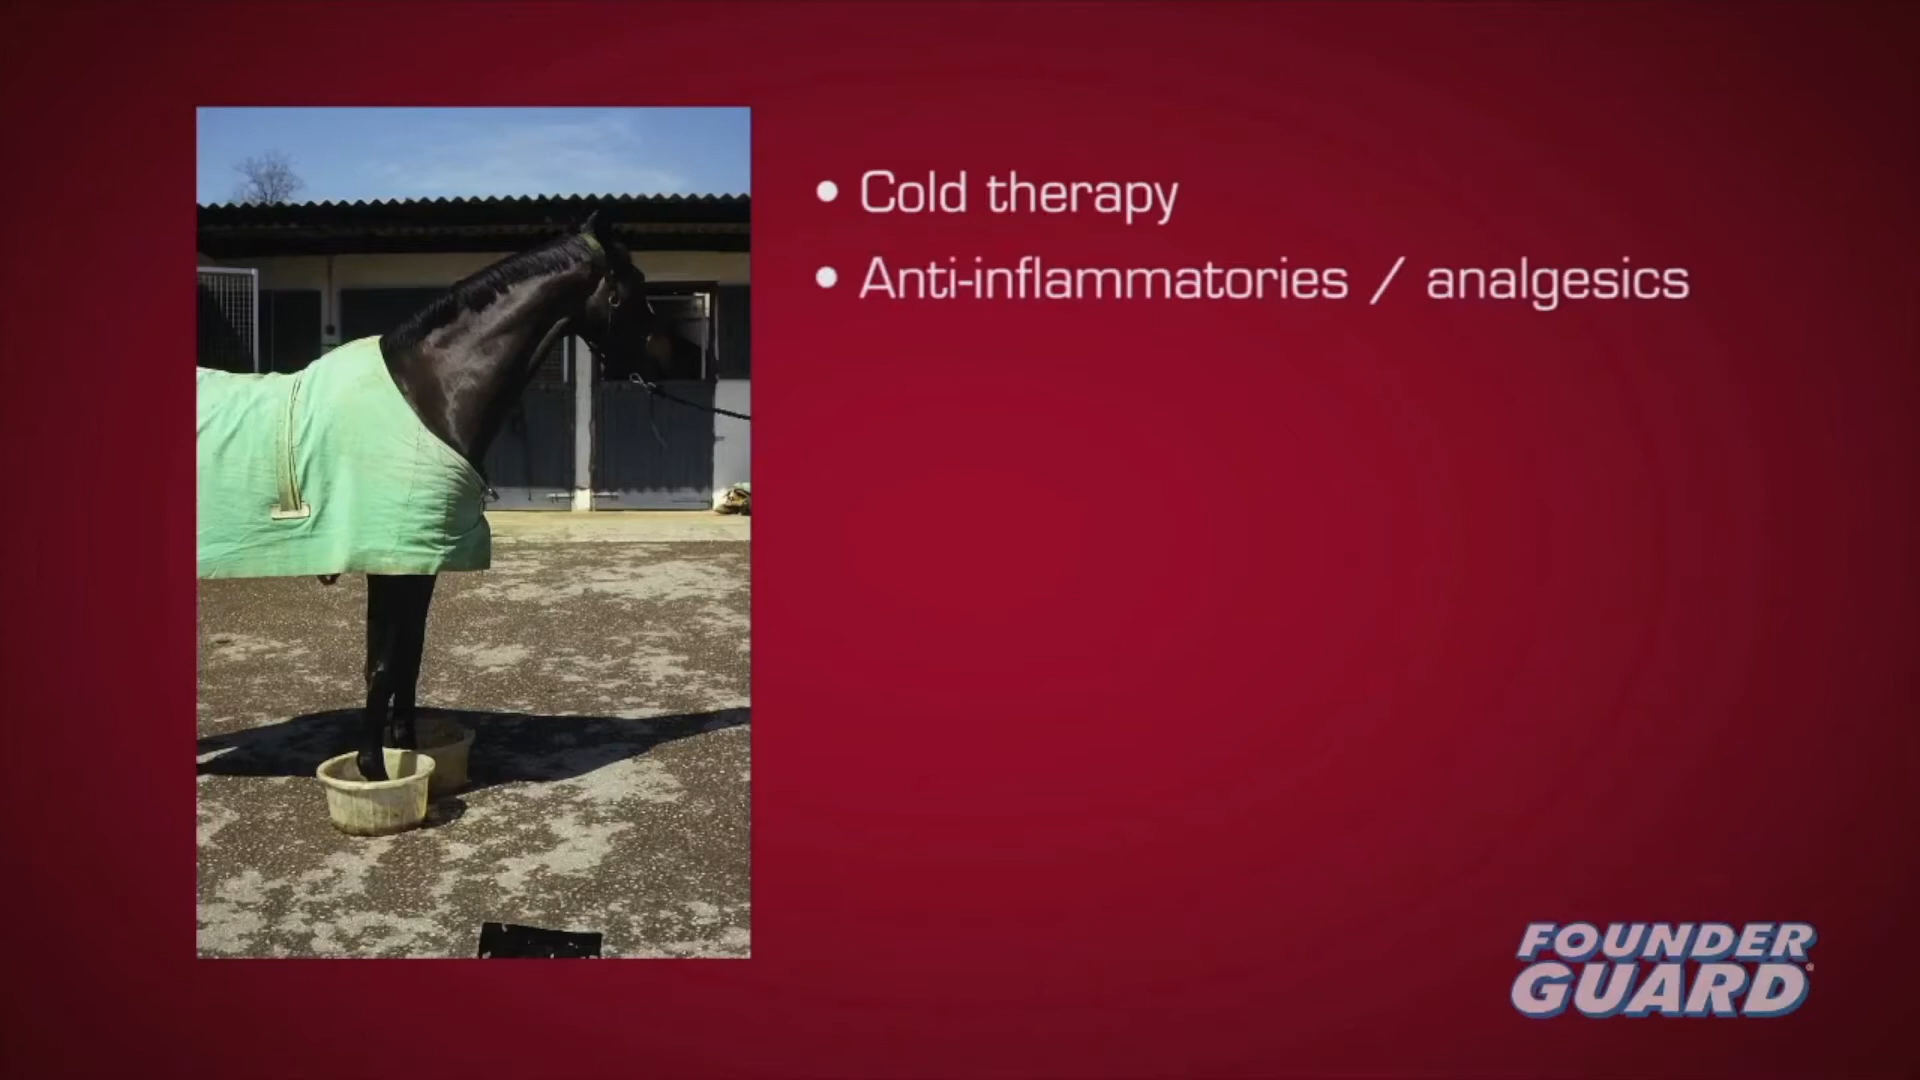 • Cold therapy
• Anti-inflammatories / analgesics
FOUNDER
GUARD®